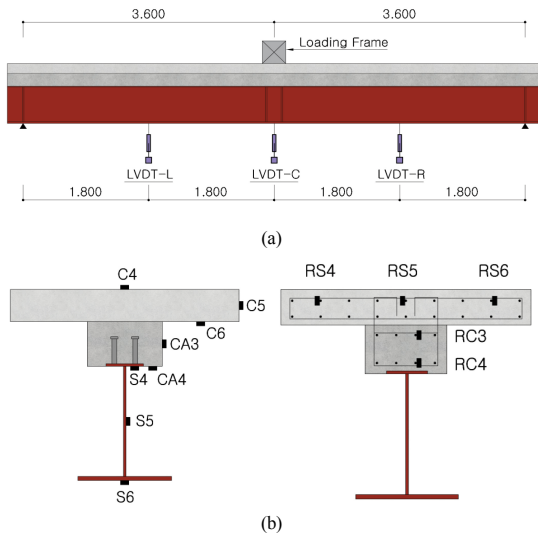 3.600 3.600
Loading Frame
LVDT-L LVDT-C LVDT-R
1.800 1.800 1.800 1.800
(a)
C4
C5
C6
CA3
S4 CA4
S5
S6
RS4 RS5 RS6
RC3
RC4
(b)